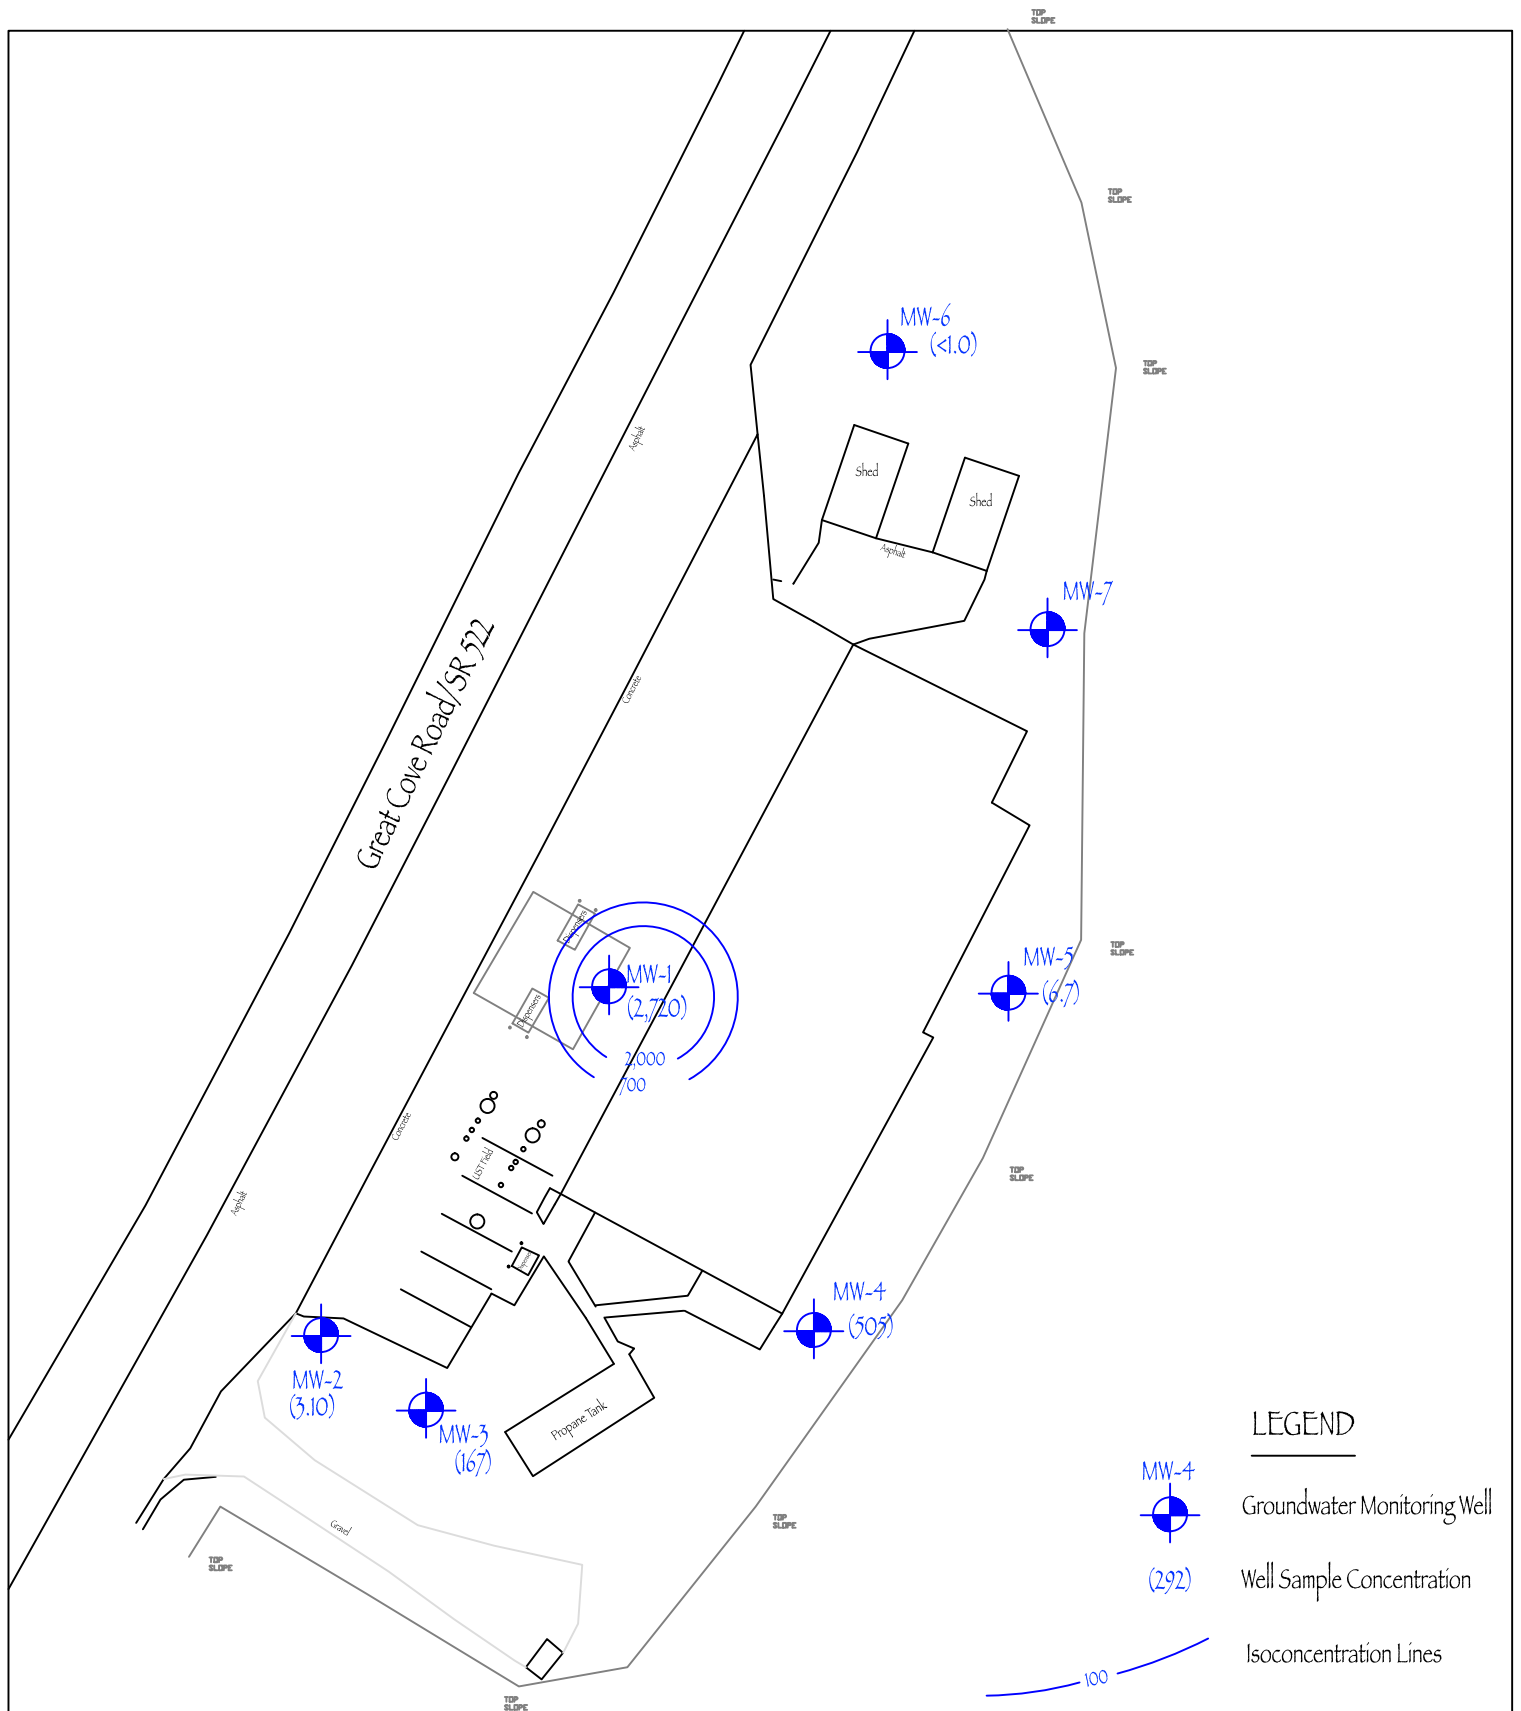 TOP
SLOPE
TOP
SLOPE
MW-6
(<1.0)
TOP
SLOPE
Asphalt
Shed
Shed
Asphalt
MW-7
Great Cove Road/SR 522
Concrete
Dispensers
TOP
SLOPE
MW-5
(6.7)
MW-1
(2,720)
Dispensers
2,000
700
Concrete
UST Field
TOP
SLOPE
Asphalt
Dispenser
MW-4
(505)
MW-2
(3.10)
MW-3
(167)
Propane Tank
LEGEND
MW-4
Groundwater Monitoring Well
Gravel
TOP
SLOPE
TOP
SLOPE
(292)
Well Sample Concentration
Isoconcentration Lines
100
TOP
SLOPE